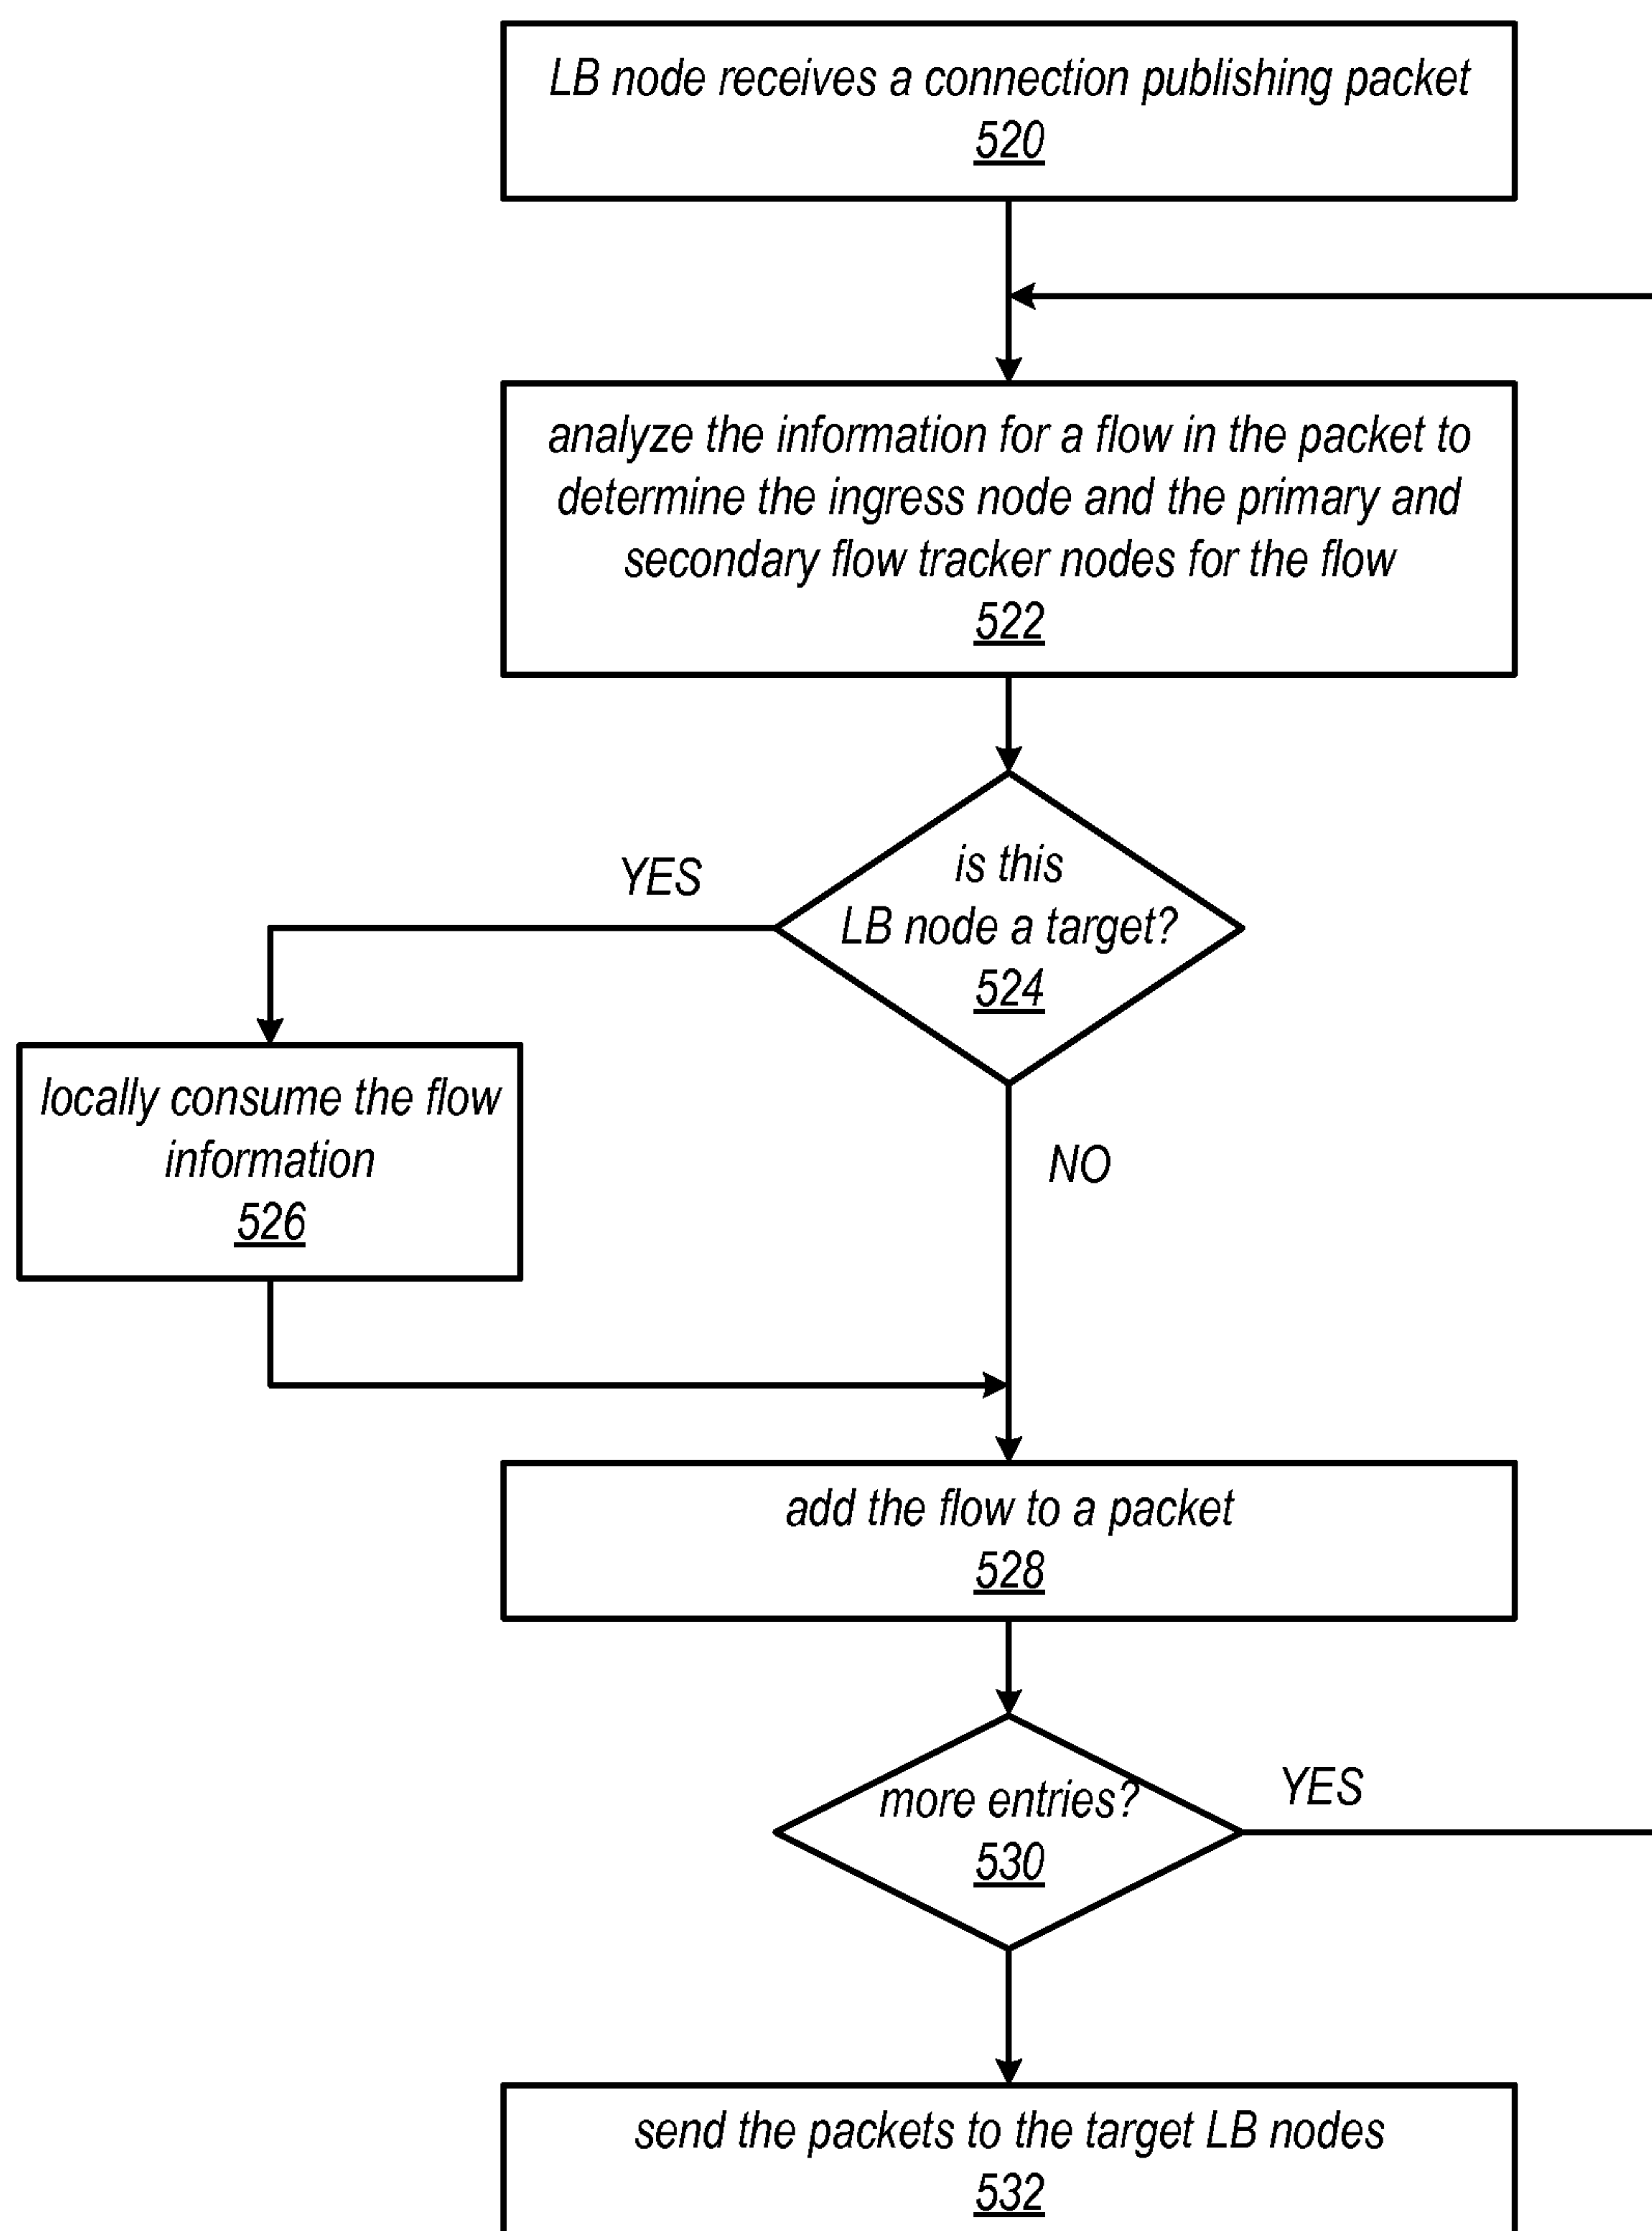 LB node receives a connection publishing packet
520
analyze the information for a flow in the packet to
determine the ingress node and the primary and
secondary flow tracker nodes for the flow
522
is this
LB node a target?
524
YES
locally consume the flow
information
526
NO
add the flow to a packet
528
more entries?
530
YES
send the packets to the target LB nodes
532